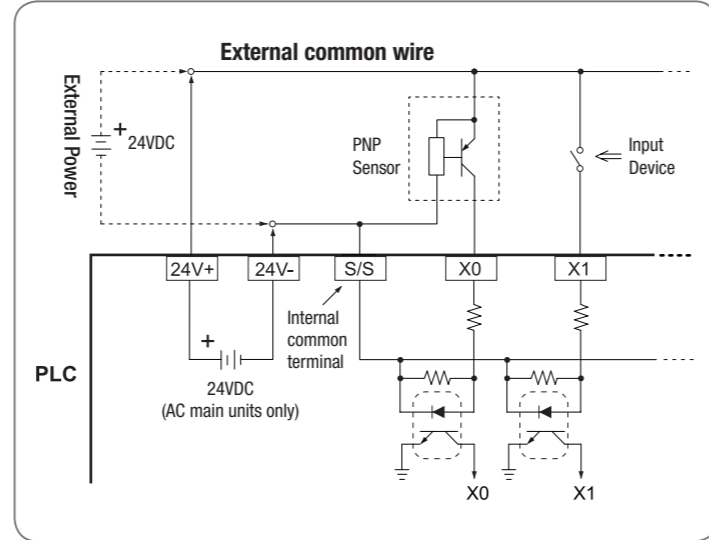 External common wire
External Power
+
24VDC
PNP
Sensor
Input
Device
24V+
24V-
S/S
X0
X1
+
Internal
common
terminal
PLC
24VDC
(AC main units only)
X0
X1